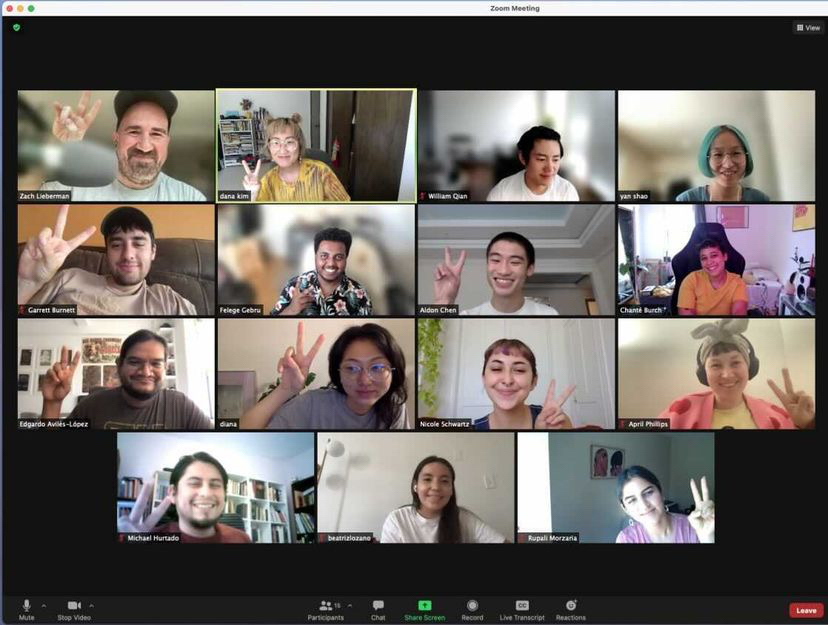 Zoom Meeting
View
Zach Lieberman
dana kim
William Qian
yan shao
Garrett Burnett
Felege Gebru
Aldon Chen
Chanté Burch
Edgardo Avilés-López
diana
Nicole Schwartz
April Phillips
Michael Hurtado
beatrizlozano
Rupali Morzaria
Mute
Stop Video
15
Participants
Chat
Share Screen
Record
CC
Live Transcript
Reactions
Leave